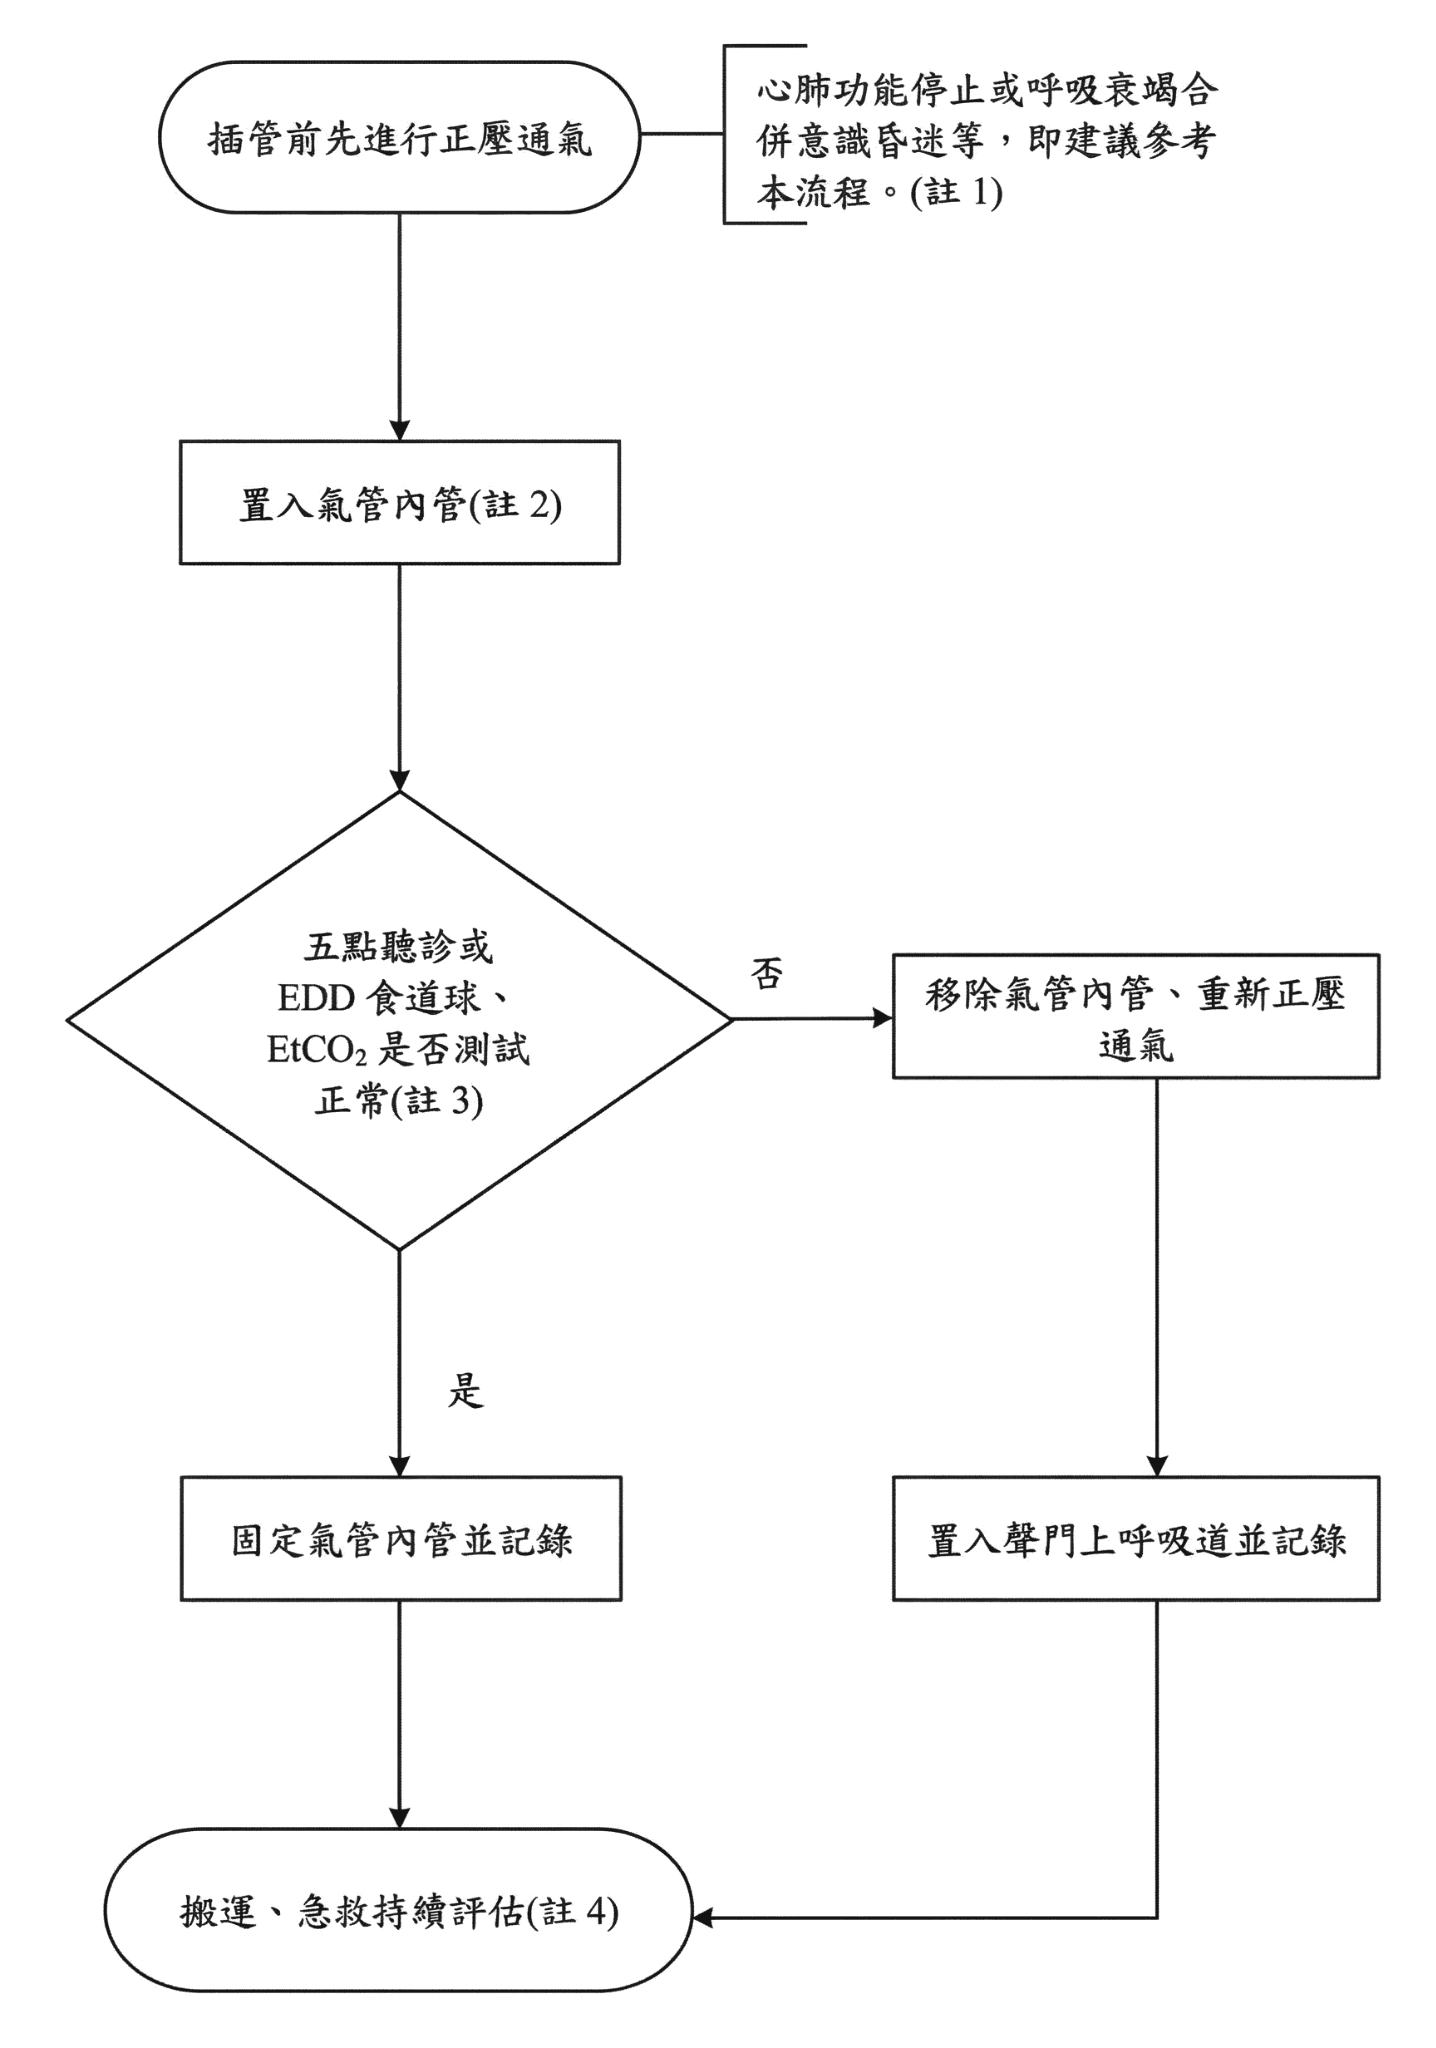 插管前先進行正壓通氣
心肺功能停止或呼吸衰竭合
併意識昏迷等，即建議參考
本流程。(註 1)
置入氣管內管(註 2)
五點聽診或
EDD 食道球、
EtCO₂ 是否測試
正常(註 3)
否
移除氣管內管、重新正壓
通氣
是
固定氣管內管並記錄
置入聲門上呼吸道並記錄
搬運、急救持續評估(註 4)